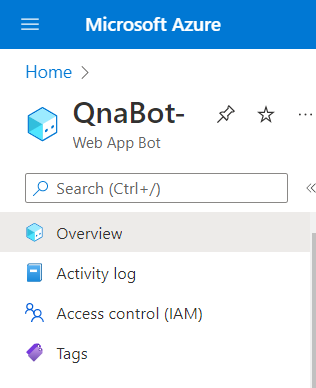 Microsoft Azure
Home
QnaBot-
Web App Bot
Search (Ctrl+/)
Overview
Activity log
Access control (IAM)
Tags